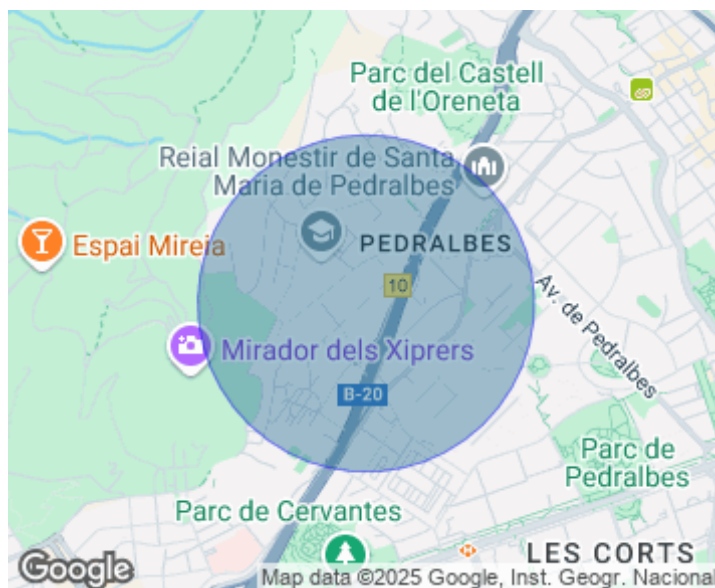 Parc del Castell
de l'Oreneta
Reial Monestir de Santa
Maria de Pedralbes
Espai Mireia
PEDRALBES
10
Av. de Pedralbes
Mirador dels Xiprers
B-20
Parc de
Pedralbes
Parc de Cervantes
LES CORTS
Google
Map data ©2025 Google, Inst. Geogr. Nacional